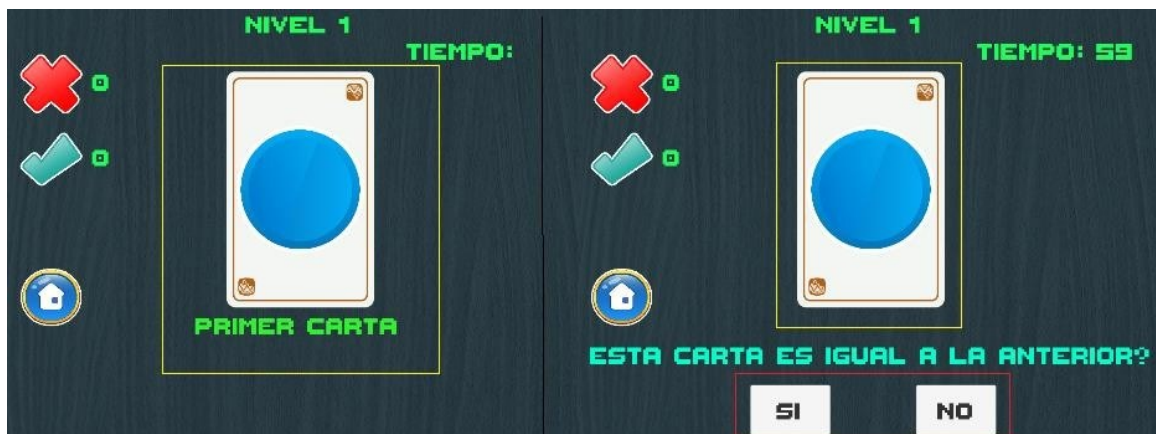 NIVEL 1
TIEMPO:
0
0
PRIMER CARTA
NIVEL 1
TIEMPO: 59
0
0
ESTA CARTA ES IGUAL A LA ANTERIOR?
SI
NO